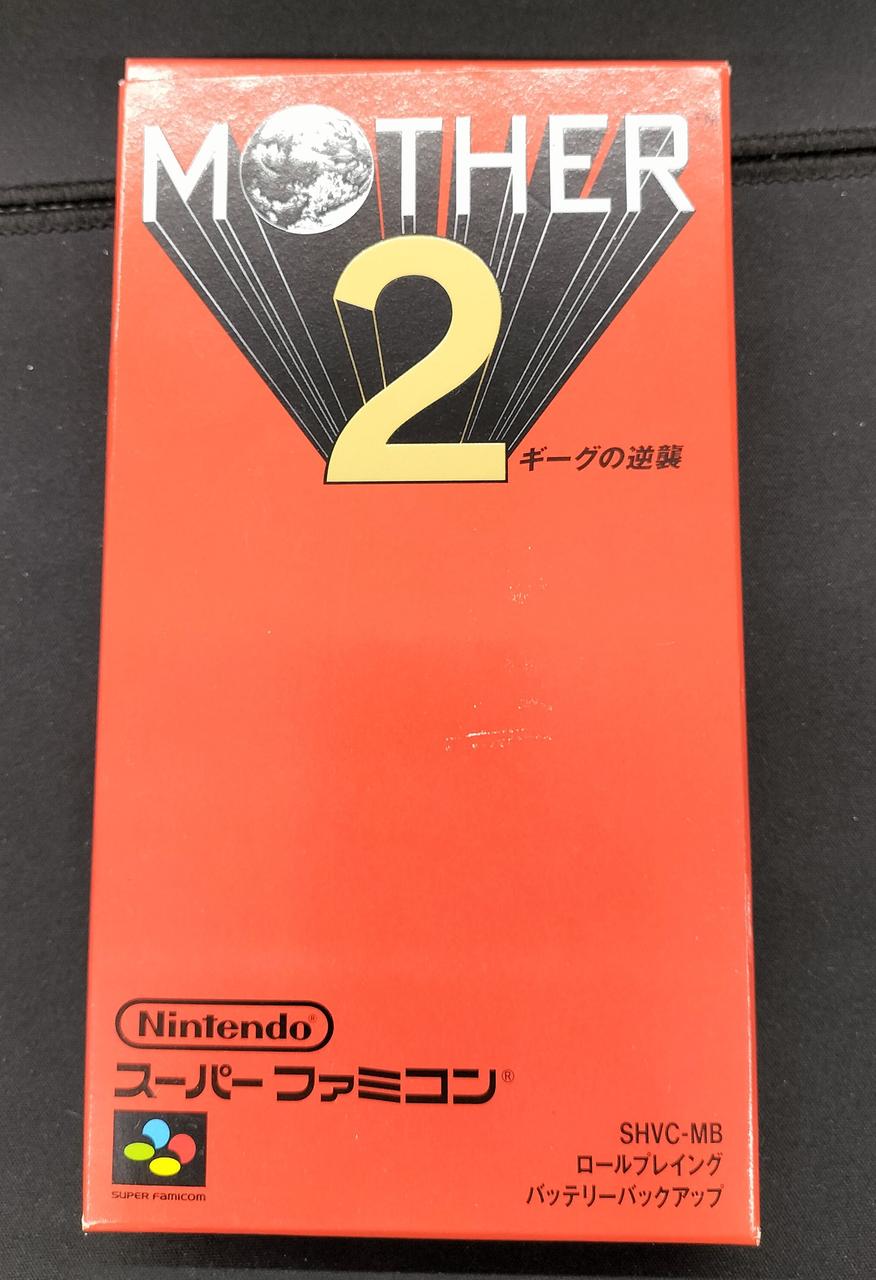 MOTHER™
2
ギーグの逆襲
Nintendo®
スーパーファミコン®
SUPER FAMICOM
SHVC-MB
ロールプレイング
バッテリーバックアップ